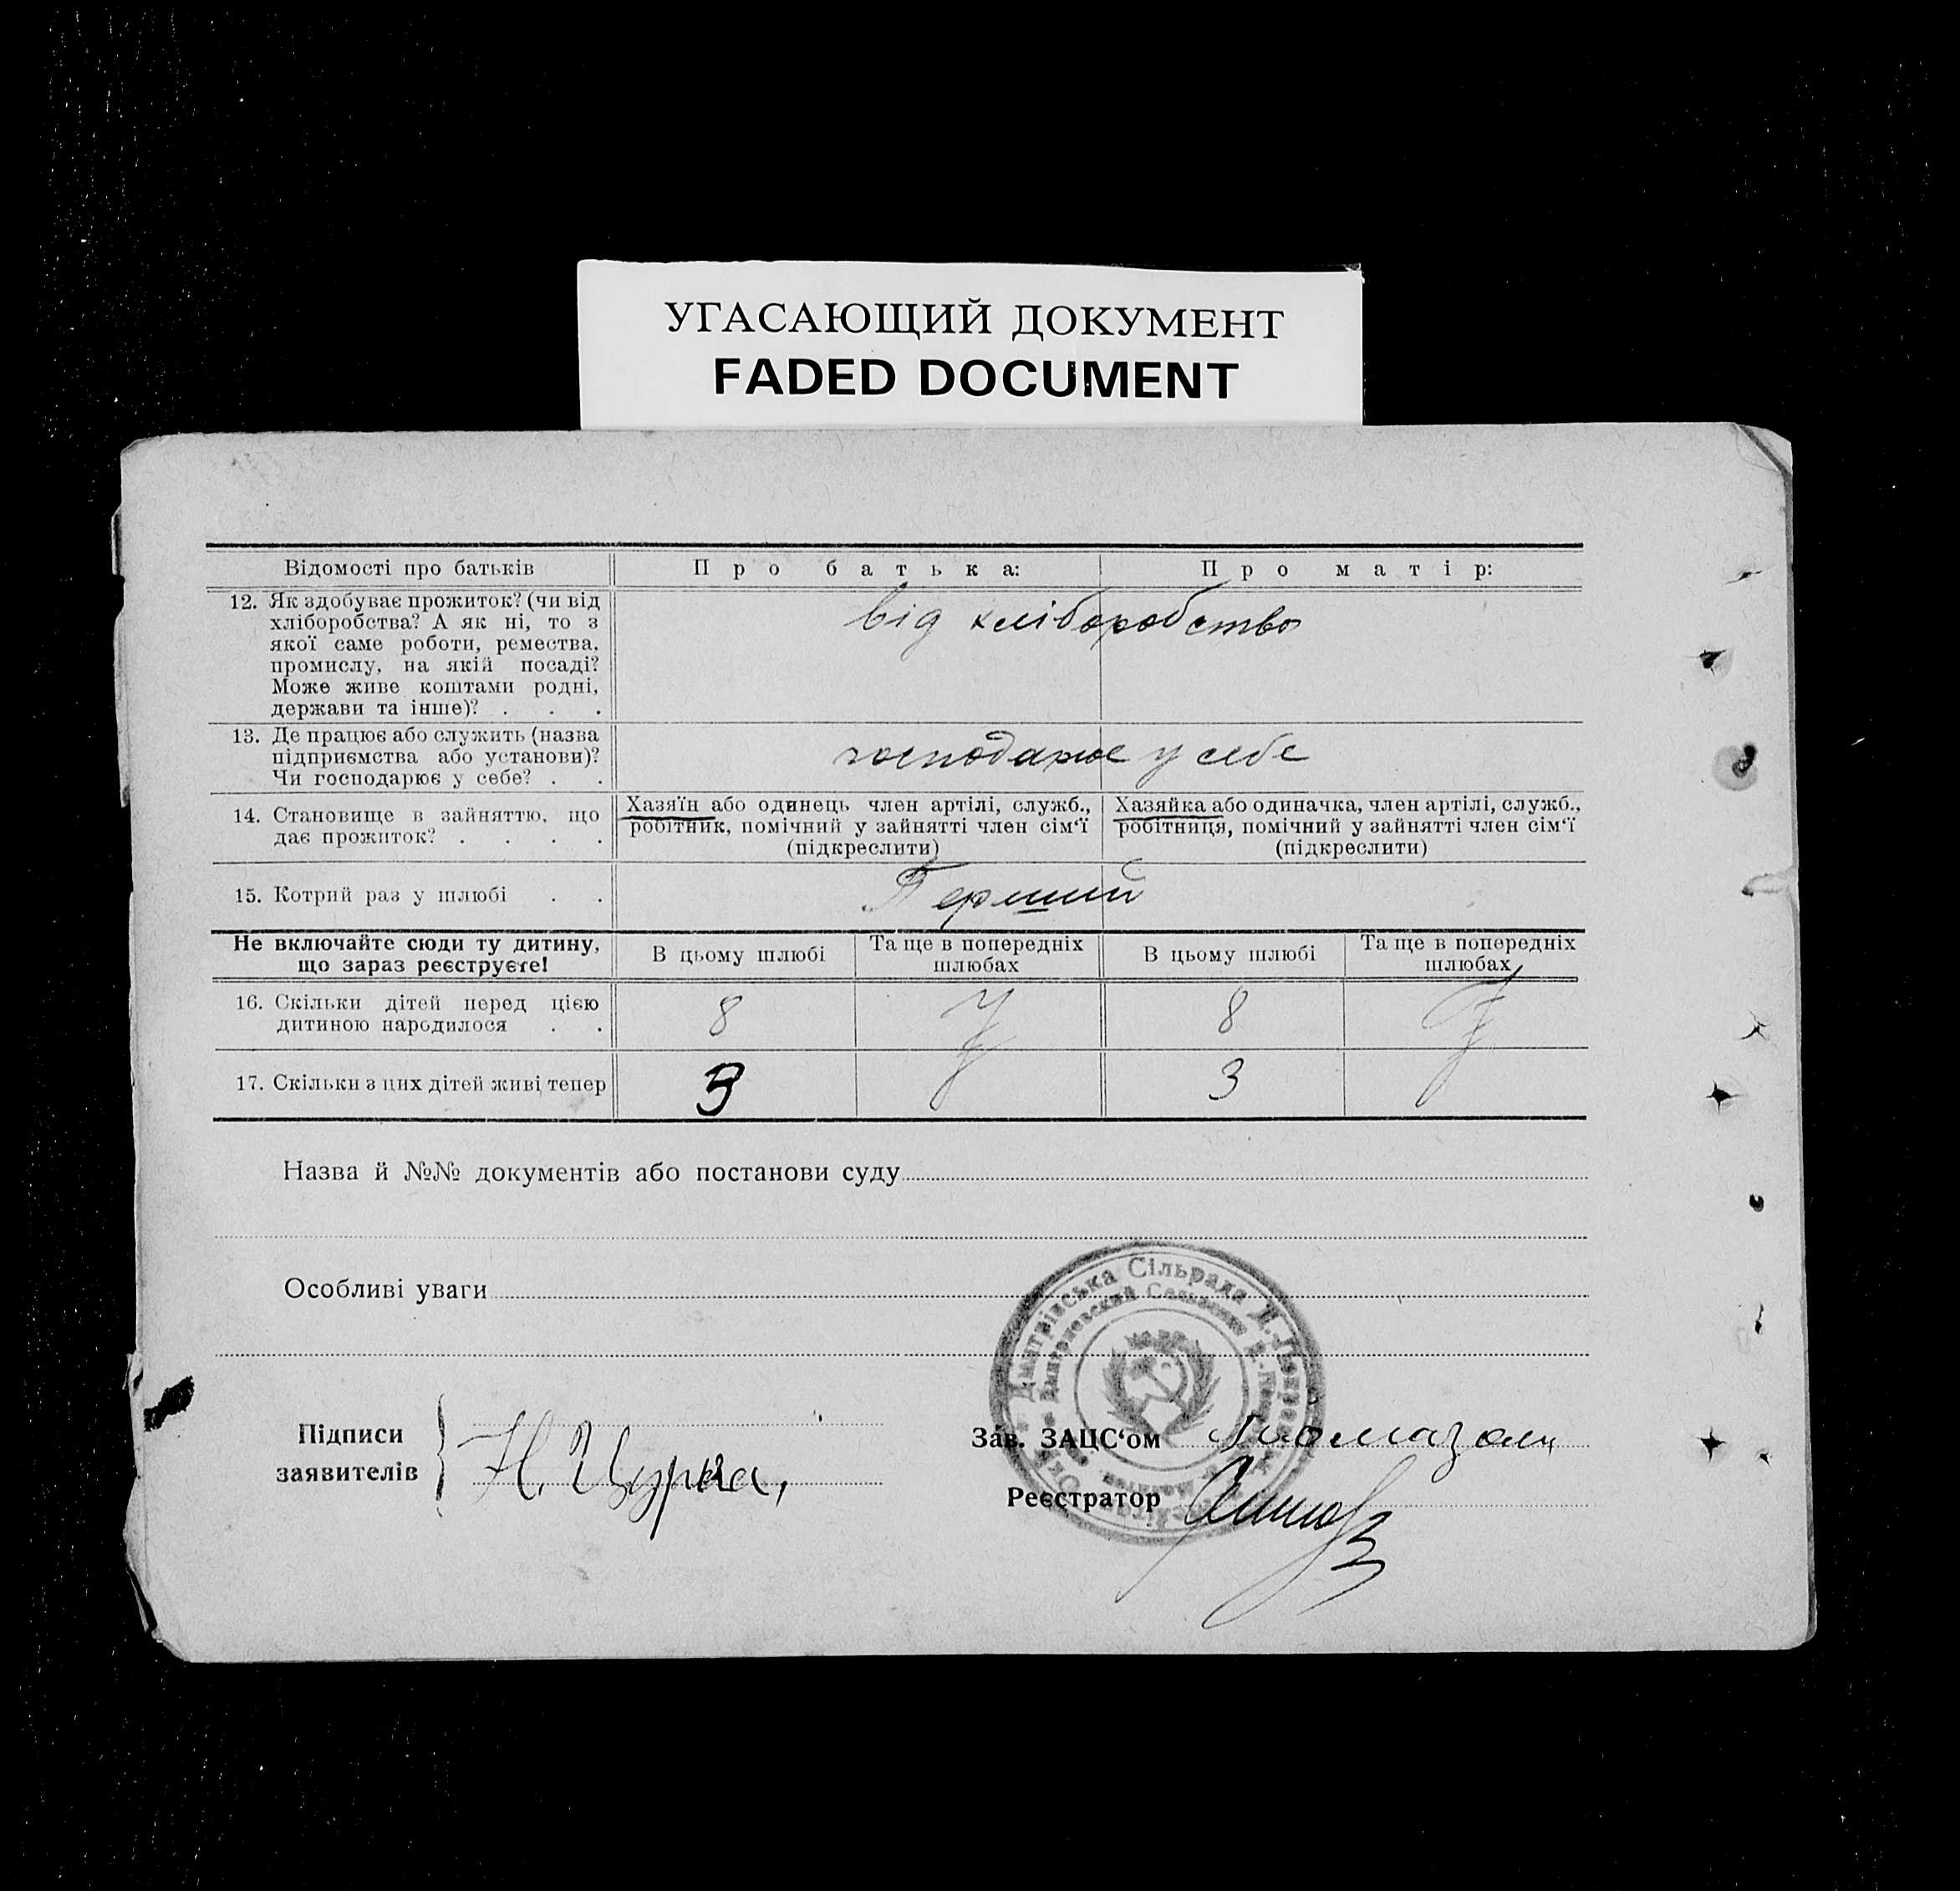 УГАСАЮЩИЙ ДОКУМЕНТ
FADED DOCUMENT
Відомості про батьків
Про батька:
Про матір:
12. Як здобуває прожиток? (чи від
хліборобства? А як ні, то з
якої саме роботи, ремества,
промислу, на якій посаді?
Може живе коштами родні,
держави та інше)? . . .
від хліборобство
13. Де працює або служить (назва
підприємства або установи)?
Чи господарює у себе? . .
господарює у себе
14. Становище в зайняттю, що
дає прожиток? . . . .
Хазяїн або одинець член артілі, служб.,
робітник, помічний у зайнятті член сім‘ї
(підкреслити)
Хазяйка або одиначка, член артілі, служб.,
робітниця, помічний у зайнятті член сім‘ї
(підкреслити)
15. Котрий раз у шлюбі . .
Перший
Не включайте сюди ту дитину,
що зараз реєструєте!
В цьому шлюбі
Та ще в попередніх
шлюбах
В цьому шлюбі
Та ще в попередніх
шлюбах
16. Скільки дітей перед цією
дитиною народилося . .
8
8
17. Скільки з цих дітей живі тепер
3
Назва й №№ документів або постанови суду
Особливі уваги
Дмитрівська Сільрада
Підписи
заявителів
Н. Цурка,
Зав. ЗАЦС‘ом
Реєстратор